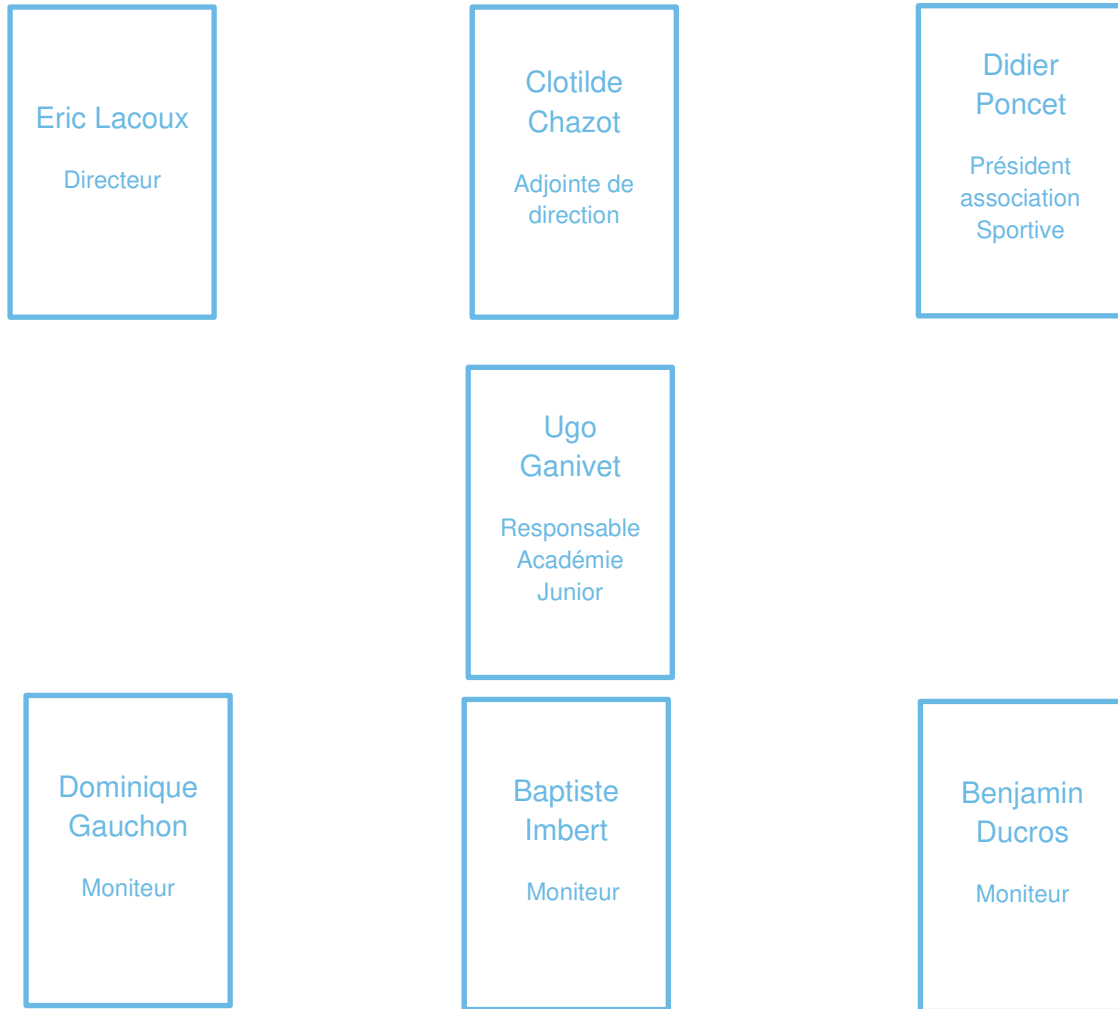 Eric Lacoux
Directeur
Clotilde
Chazot
Adjointe de
direction
Didier
Poncet
Président
association
Sportive
Ugo
Ganivet
Responsable
Académie
Junior
Dominique
Gauchon
Moniteur
Baptiste
Imbert
Moniteur
Benjamin
Ducros
Moniteur